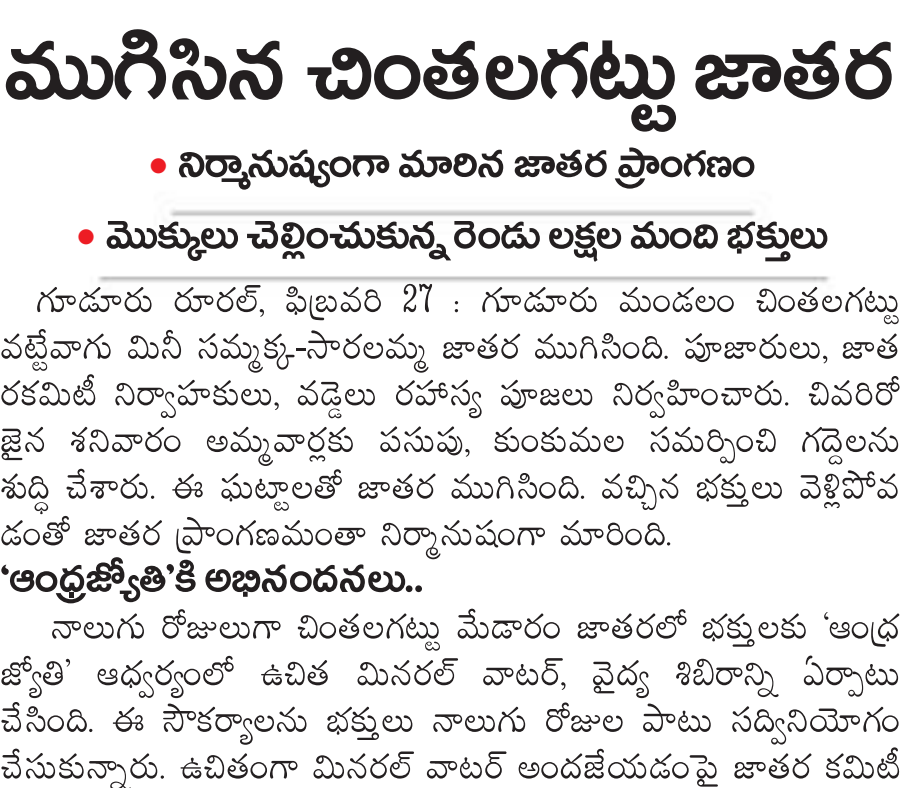 ముగిసిన చింతలగట్టు జాతర
• నిర్మానుష్యంగా మారిన జాతర ప్రాంగణం
• మొక్కులు చెల్లించుకున్న రెండు లక్షల మంది భక్తులు
గూడూరు రూరల్, ఫిబ్రవరి 27 : గూడూరు మండలం చింతలగట్టు
వట్టేవాగు మినీ సమ్మక్క-సారలమ్మ జాతర ముగిసింది. పూజారులు, జాత
రకమిటీ నిర్వాహకులు, వడ్డెలు రహాస్య పూజలు నిర్వహించారు. చివరిరో
జైన శనివారం అమ్మవార్లకు పసుపు, కుంకుమల సమర్పించి గద్దెలను
శుద్ధి చేశారు. ఈ ఘట్టాలతో జాతర ముగిసింది. వచ్చిన భక్తులు వెళ్లిపోవ
డంతో జాతర ప్రాంగణమంతా నిర్మానుషంగా మారింది.
‘ఆంధ్రజ్యోతి’కి అభినందనలు..
నాలుగు రోజులుగా చింతలగట్టు మేడారం జాతరలో భక్తులకు ‘ఆంధ్ర
జ్యోతి’ ఆధ్వర్యంలో ఉచిత మినరల్ వాటర్, వైద్య శిబిరాన్ని ఏర్పాటు
చేసింది. ఈ సౌకర్యాలను భక్తులు నాలుగు రోజుల పాటు సద్వినియోగం
చేసుకున్నారు. ఉచితంగా మినరల్ వాటర్ అందజేయడంపై జాతర కమిటీ